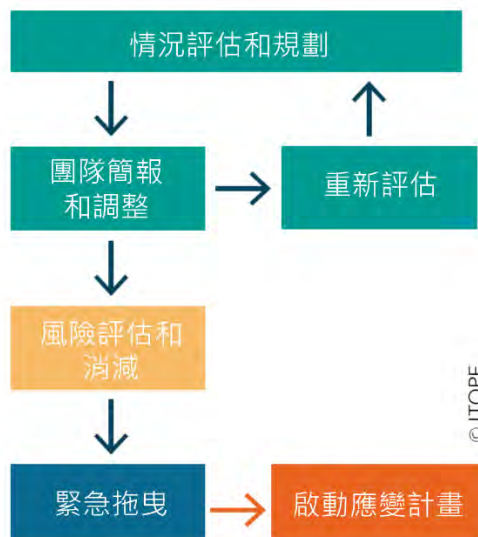 情況評估和規劃
團隊簡報
和調整
重新評估
風險評估和
消減
緊急拖曳
啟動應變計畫
© ITOPF